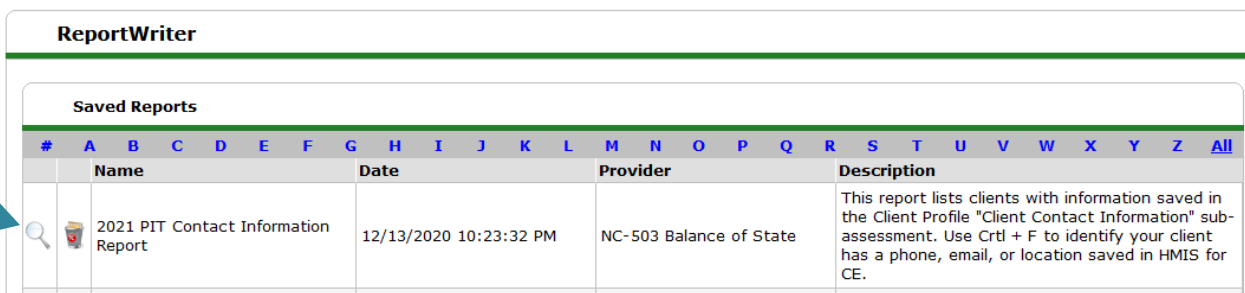 ReportWriter
Saved Reports
# A B C D E F G H I J K L M N O P Q R S T U V W X Y Z All
Name Date Provider Description
2021 PIT Contact Information
Report
12/13/2020 10:23:32 PM
NC-503 Balance of State
This report lists clients with information saved in
the Client Profile "Client Contact Information" sub-
assessment. Use Crtl + F to identify your client
has a phone, email, or location saved in HMIS for
CE.